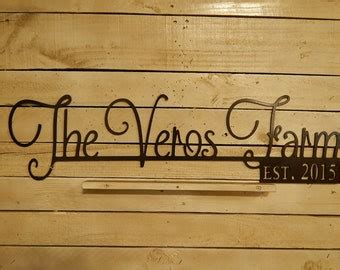 The Veros Farm
EST. 2015